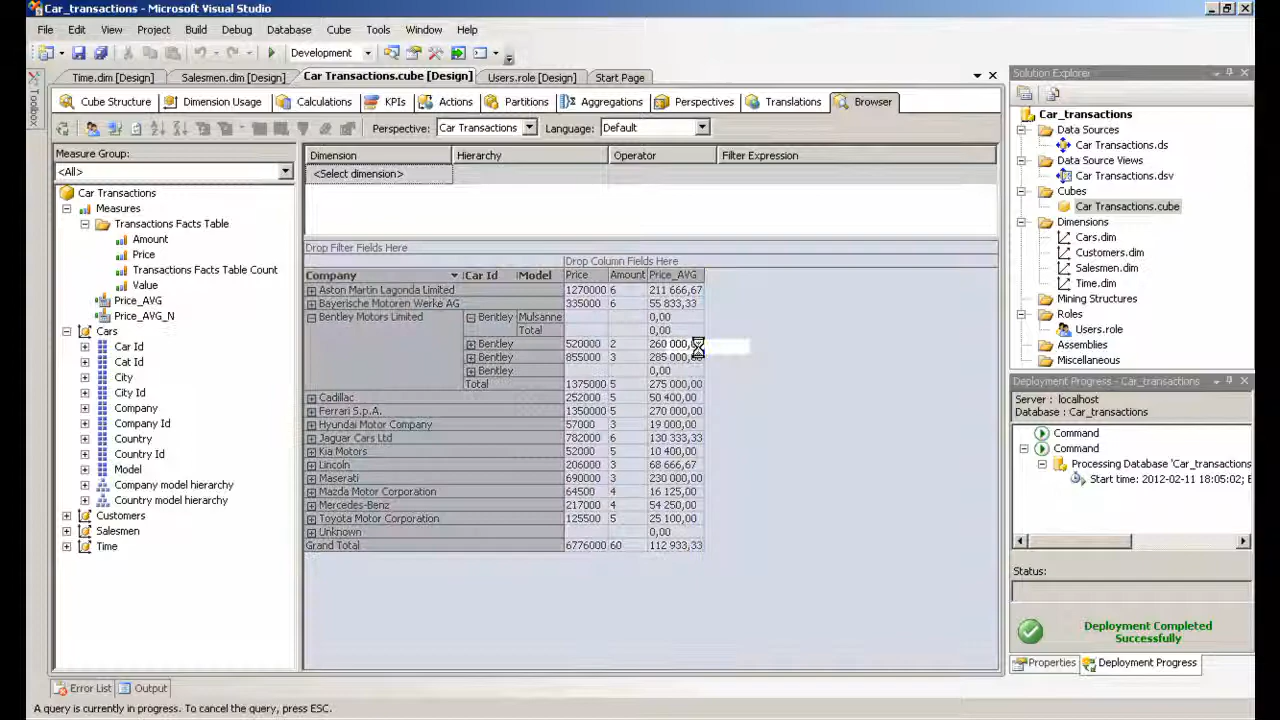 Car_transactions - Microsoft Visual Studio
File Edit View Project Build Debug Database Cube Tools Window Help
Development
Time.dim [Design] Salesmen.dim [Design] Car Transactions.cube [Design] Users.role [Design] Start Page
Cube Structure Dimension Usage Calculations KPIs Actions Partitions Aggregations Perspectives Translations Browser
Perspective: Car Transactions Language: Default
Measure Group:
<All>
Car Transactions
Measures
Transactions Facts Table
Amount
Price
Transactions Facts Table Count
Value
Price_AVG
Price_AVG_N
Cars
Car Id
Cat Id
City
City Id
Company
Company Id
Country
Country Id
Model
Company model hierarchy
Country model hierarchy
Customers
Salesmen
Time
Dimension Hierarchy Operator Filter Expression
<Select dimension>
Drop Filter Fields Here
Drop Column Fields Here
Company Car Id Model Price Amount Price_AVG
Aston Martin Lagonda Limited 1270000 6 211 666,67
Bayerische Motoren Werke AG 335000 6 55 833,33
Bentley Motors Limited Bentley Mulsanne 0,00
Total 0,00
Bentley 520000 2 260 000,
Bentley 855000 3 285 000,
Bentley 0,00
Total 1375000 5 275 000,00
Cadillac 252000 5 50 400,00
Ferrari S.p.A. 1350000 5 270 000,00
Hyundai Motor Company 57000 3 19 000,00
Jaguar Cars Ltd 782000 6 130 333,33
Kia Motors 52000 5 10 400,00
Lincoln 206000 3 68 666,67
Maserati 690000 3 230 000,00
Mazda Motor Corporation 64500 4 16 125,00
Mercedes-Benz 217000 4 54 250,00
Toyota Motor Corporation 125500 5 25 100,00
Unknown 0,00
Grand Total 6776000 60 112 933,33
Solution Explorer
Car_transactions
Data Sources
Car Transactions.ds
Data Source Views
Car Transactions.dsv
Cubes
Car Transactions.cube
Dimensions
Cars.dim
Customers.dim
Salesmen.dim
Time.dim
Mining Structures
Roles
Users.role
Assemblies
Miscellaneous
Deployment Progress - Car_transactions
Server : localhost
Database : Car_transactions
Command
Command
Processing Database 'Car_transactions
Start time: 2012-02-11 18:05:02;
Status:
Deployment Completed
Successfully
Properties Deployment Progress
Toolbox
Error List Output
A query is currently in progress. To cancel the query, press ESC.